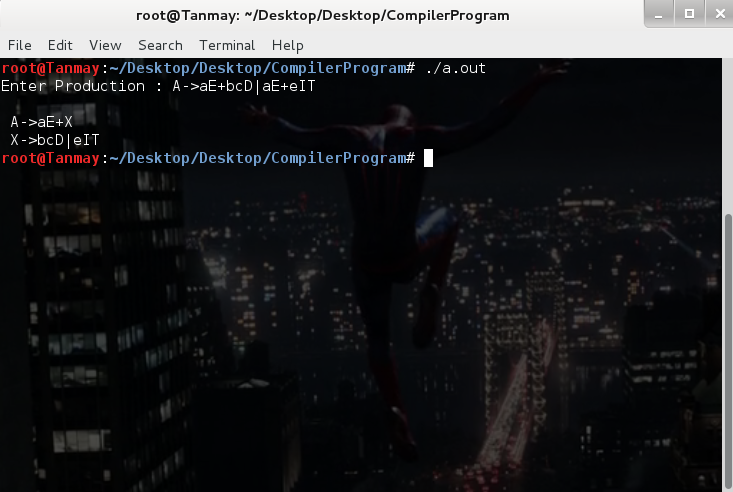 root@Tanmay: ~/Desktop/Desktop/CompilerProgram
File Edit View Search Terminal Help
root@Tanmay:~/Desktop/Desktop/CompilerProgram# ./a.out
Enter Production : A->aE+bcD|aE+eIT
A->aE+X
X->bcD|eIT
root@Tanmay:~/Desktop/Desktop/CompilerProgram#